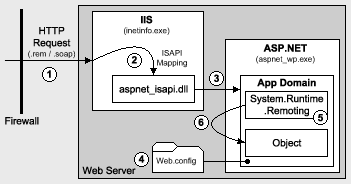 HTTP
Request
(.rem / .soap)
1
Firewall
IIS
(inetinfo.exe)
2
ISAPI
Mapping
aspnet_isapi.dll
3
ASP.NET
(aspnet_wp.exe)
App Domain
System.Runtime
.Remoting
5
6
Object
4
Web.config
Web Server